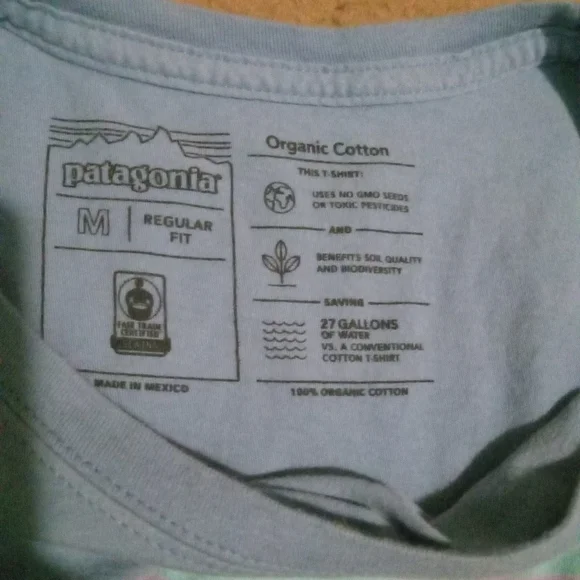 patagonia®
M
REGULAR
FIT
FAIR TRADE
CERTIFIED
SEWING
MADE IN MEXICO
Organic Cotton
THIS T-SHIRT:
USES NO GMO SEEDS
OR TOXIC PESTICIDES
AND
BENEFITS SOIL QUALITY
AND BIODIVERSITY
SAVING
27 GALLONS
OF WATER
VS. A CONVENTIONAL
COTTON T-SHIRT
100% ORGANIC COTTON